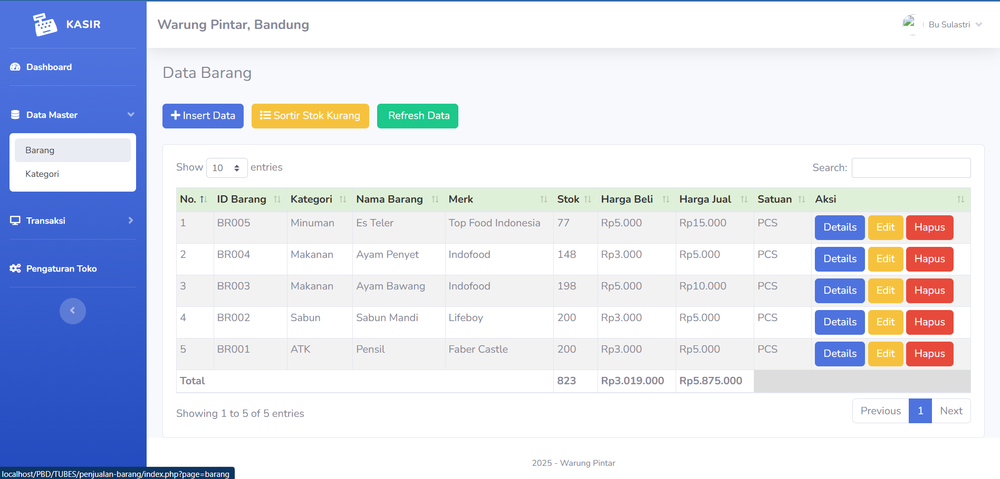 KASIR
Warung Pintar, Bandung
Bu Sulastri
Dashboard
Data Master
Barang
Kategori
Transaksi
Pengaturan Toko
Data Barang
Insert Data
Sortir Stok Kurang
Refresh Data
Show 10 entries
Search:
No. ID Barang Kategori Nama Barang Merk Stok Harga Beli Harga Jual Satuan Aksi
1 BR005 Minuman Es Teler Top Food Indonesia 77 Rp5.000 Rp15.000 PCS Details Edit Hapus
2 BR004 Makanan Ayam Penyet Indofood 148 Rp3.000 Rp5.000 PCS Details Edit Hapus
3 BR003 Makanan Ayam Bawang Indofood 198 Rp5.000 Rp10.000 PCS Details Edit Hapus
4 BR002 Sabun Sabun Mandi Lifeboy 200 Rp3.000 Rp5.000 PCS Details Edit Hapus
5 BR001 ATK Pensil Faber Castle 200 Rp3.000 Rp5.000 PCS Details Edit Hapus
Total 823 Rp3.019.000 Rp5.875.000
Showing 1 to 5 of 5 entries
Previous 1 Next
2025 - Warung Pintar
localhost/PBD/TUBES/penjualan-barang/index.php?page=barang